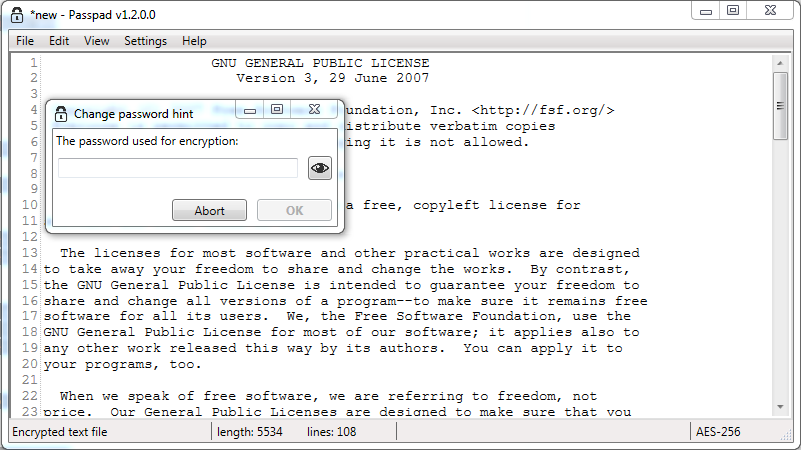 *new - Passpad v1.2.0.0
File Edit View Settings Help
1 GNU GENERAL PUBLIC LICENSE
2 Version 3, 29 June 2007
3
4 oundation, Inc. <http://fsf.org/>
5 istribute verbatim copies
6 ing it is not allowed.
7
8
9
10 a free, copyleft license for
11
12
13 The licenses for most software and other practical works are designed
14 to take away your freedom to share and change the works. By contrast,
15 the GNU General Public License is intended to guarantee your freedom to
16 share and change all versions of a program--to make sure it remains free
17 software for all its users. We, the Free Software Foundation, use the
18 GNU General Public License for most of our software; it applies also to
19 any other work released this way by its authors. You can apply it to
20 your programs, too.
21
22 When we speak of free software, we are referring to freedom, not
23 price. Our General Public Licenses are designed to make sure that you
Change password hint
The password used for encryption:
Abort OK
Encrypted text file length: 5534 lines: 108 AES-256